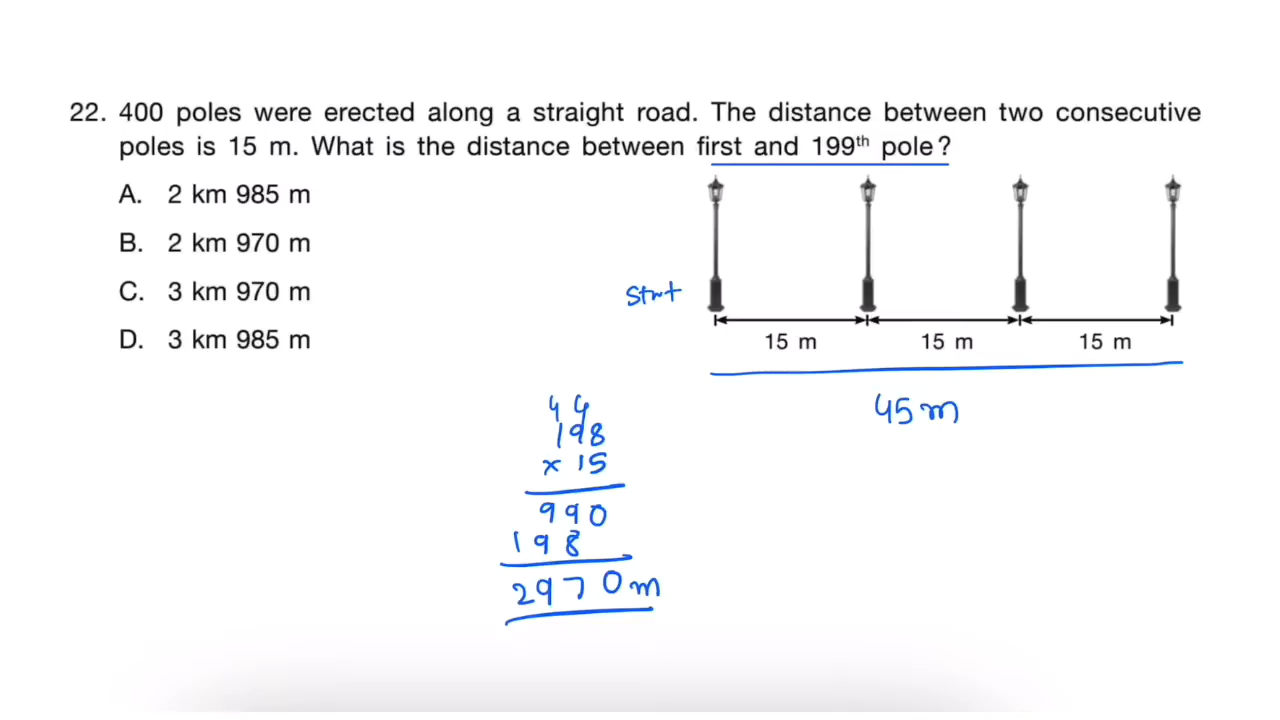 22. 400 poles were erected along a straight road. The distance between two consecutive
poles is 15 m. What is the distance between first and 199th pole?
A. 2 km 985 m
B. 2 km 970 m
C. 3 km 970 m
D. 3 km 985 m
Start
15 m 15 m 15 m
45 m
4 4
198
x 15
990
198
2970 m